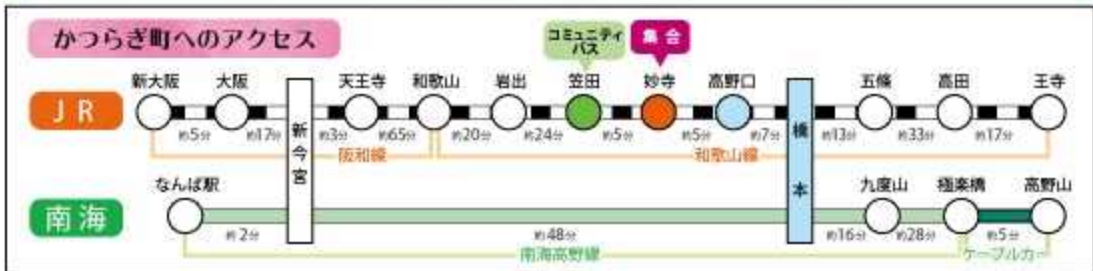 かつらぎ町へのアクセス
コミュニティ
バス
集合
新大阪 大阪 天王寺 和歌山 岩出 笠田 妙寺 高野口 五條 高田 王寺
JR
新今宮
橋本
約5分 約17分 約3分 約65分 約20分 約24分 約5分 約5分 約7分 約13分 約33分 約17分
阪和線 和歌山線
なんば駅 九度山 極楽橋 高野山
南海
約2分 約48分 約16分 約28分 約5分
南海高野線 ケーブルカー